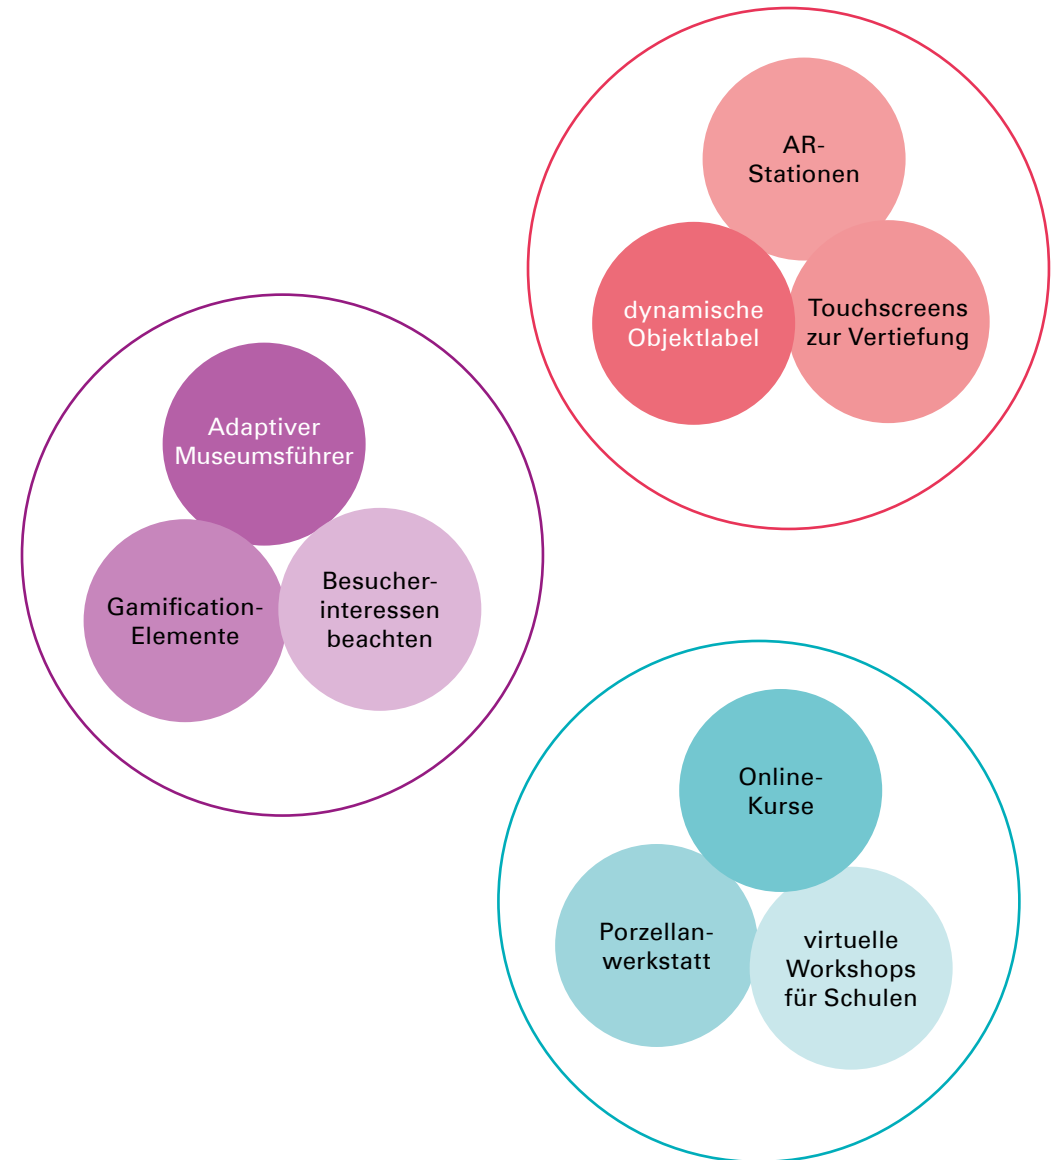 AR-
Stationen
dynamische
Objektlabel
Touchscreens
zur Vertiefung
Adaptiver
Museumsführer
Gamification-
Elemente
Besucher-
interessen
beachten
Online-
Kurse
Porzellan-
werkstatt
virtuelle
Workshops
für Schulen